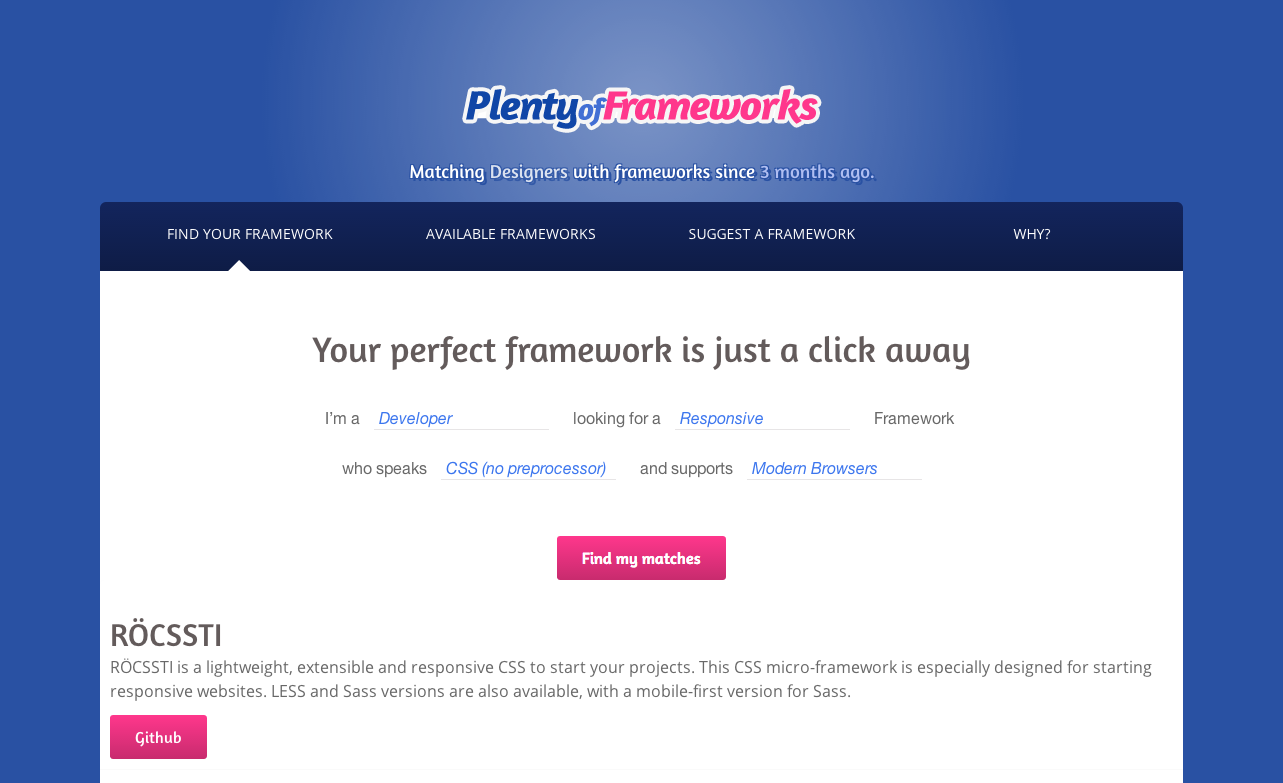 PlentyofFrameworks
Matching Designers with frameworks since 3 months ago.
FIND YOUR FRAMEWORK AVAILABLE FRAMEWORKS SUGGEST A FRAMEWORK WHY?
Your perfect framework is just a click away
I'm a Developer looking for a Responsive Framework
who speaks CSS (no preprocessor) and supports Modern Browsers
Find my matches
RÖCSSTI
RÖCSSTI is a lightweight, extensible and responsive CSS to start your projects. This CSS micro-framework is especially designed for starting
responsive websites. LESS and Sass versions are also available, with a mobile-first version for Sass.
Github